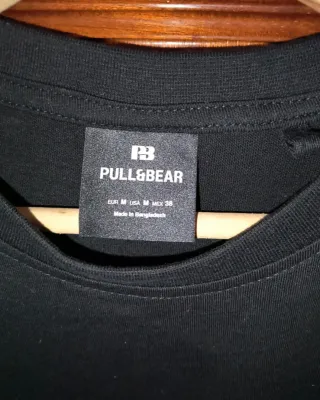 PB
PULL&BEAR
EUR M USA M MEX 38
Made in Bangladesh